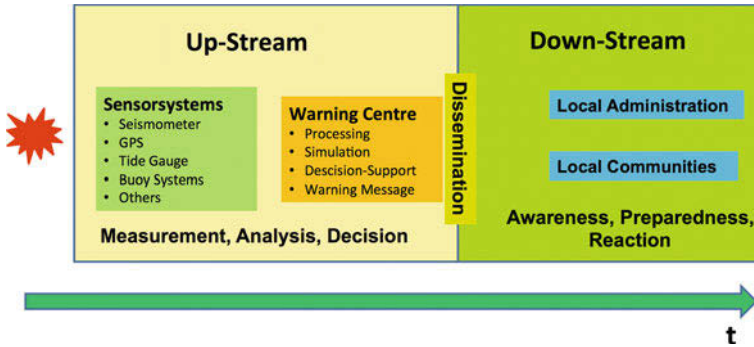 Up-Stream
Sensorsystems
• Seismometer
• GPS
• Tide Gauge
• Buoy Systems
• Others
Warning Centre
• Processing
• Simulation
• Descision-Support
• Warning Message
Measurement, Analysis, Decision
Dissemination
Down-Stream
Local Administration
Local Communities
Awareness, Preparedness,
Reaction
t